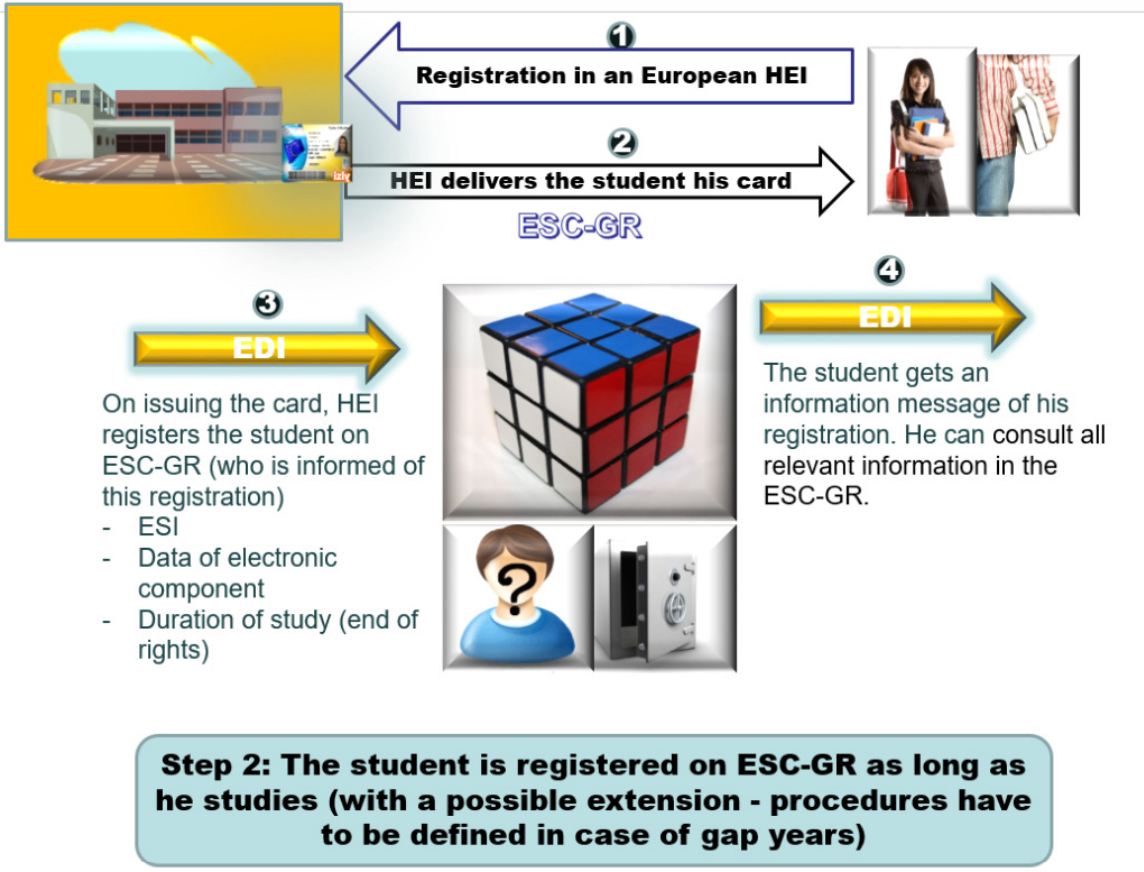 1
Registration in an European HEI
2
HEI delivers the student his card
ESC-GR
izly
3
EDI
On issuing the card, HEI
registers the student on
ESC-GR (who is informed of
this registration)
- ESI
- Data of electronic
component
- Duration of study (end of
rights)
?
4
EDI
The student gets an
information message of his
registration. He can consult all
relevant information in the
ESC-GR.
Step 2: The student is registered on ESC-GR as long as
he studies (with a possible extension - procedures have
to be defined in case of gap years)